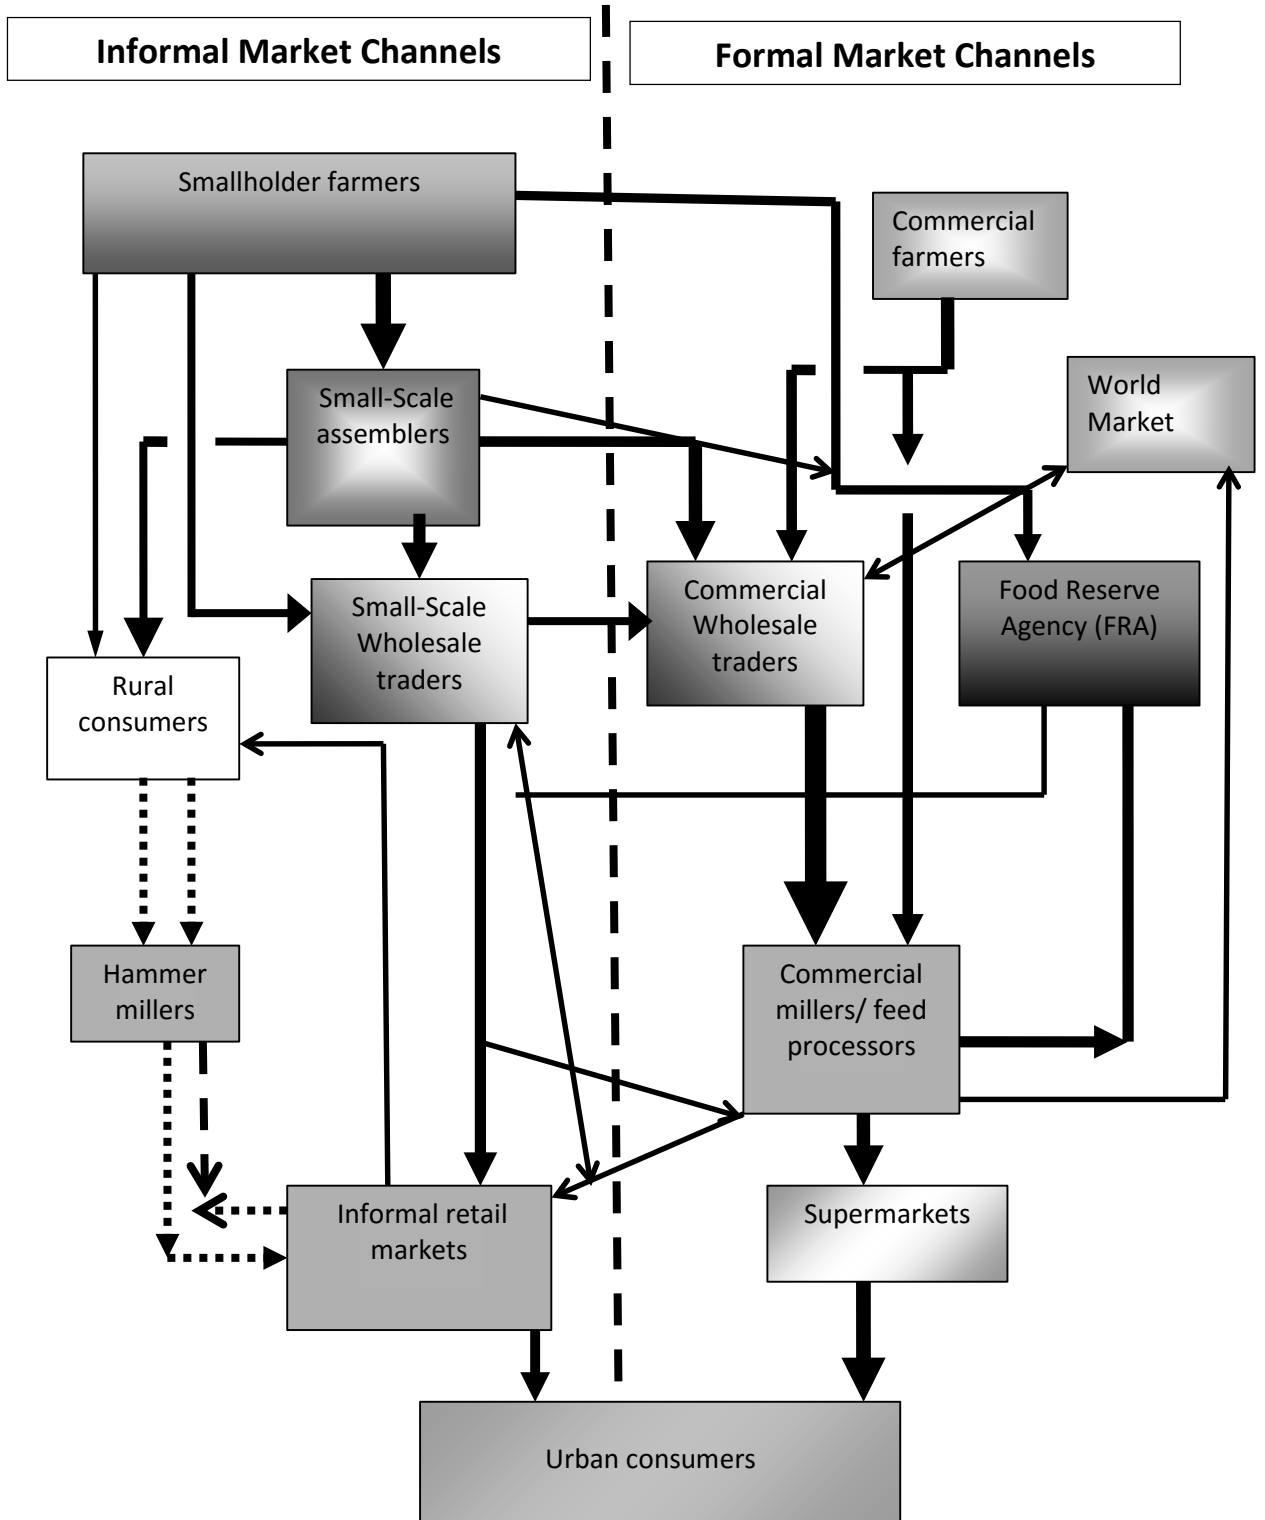 Informal Market Channels
Formal Market Channels
Smallholder farmers
Commercial
farmers
World
Market
Small-Scale
assemblers
Small-Scale
Wholesale
traders
Commercial
Wholesale
traders
Food Reserve
Agency (FRA)
Rural
consumers
Hammer
millers
Commercial
millers/ feed
processors
Informal retail
markets
Supermarkets
Urban consumers